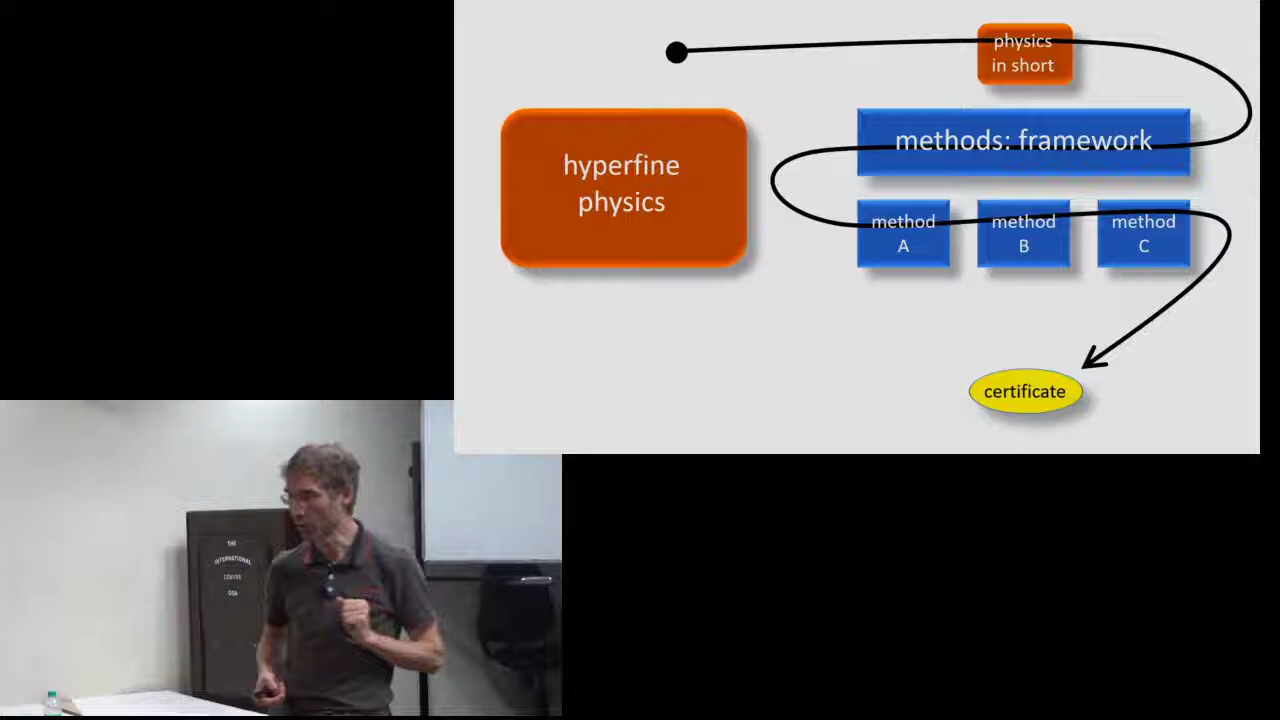 physics
in short
methods: framework
hyperfine
physics
method
A
method
B
method
C
certificate
THE
INTERNATIONAL
CENTRE
GOA